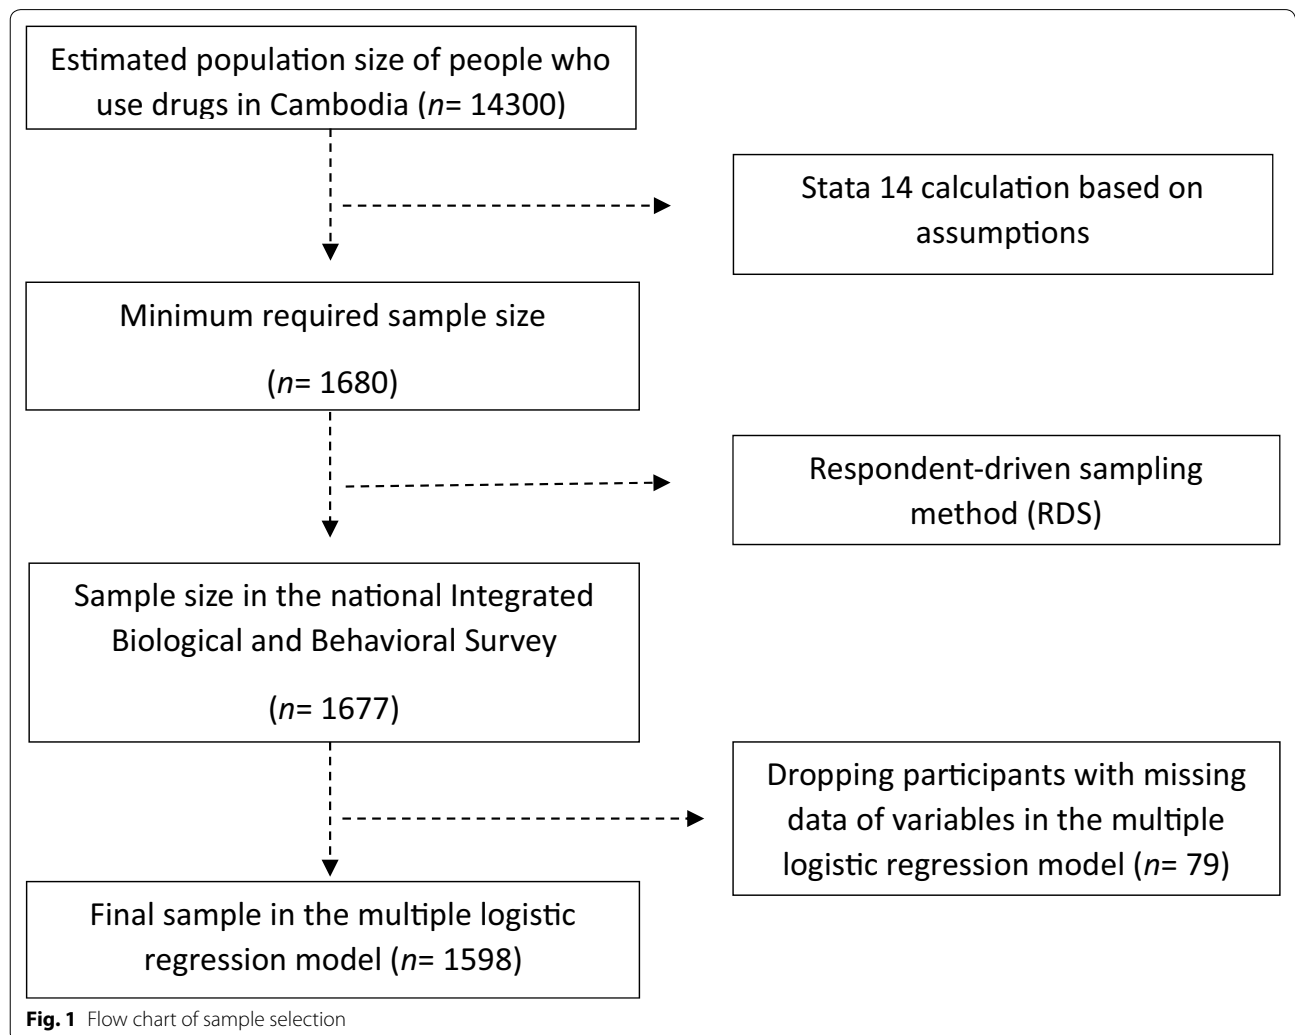 Estimated population size of people who
use drugs in Cambodia (n= 14300)
Stata 14 calculation based on
assumptions
Minimum required sample size
(n= 1680)
Respondent-driven sampling
method (RDS)
Sample size in the national Integrated
Biological and Behavioral Survey
(n= 1677)
Dropping participants with missing
data of variables in the multiple
logistic regression model (n= 79)
Final sample in the multiple logistic
regression model (n= 1598)
Fig. 1 Flow chart of sample selection